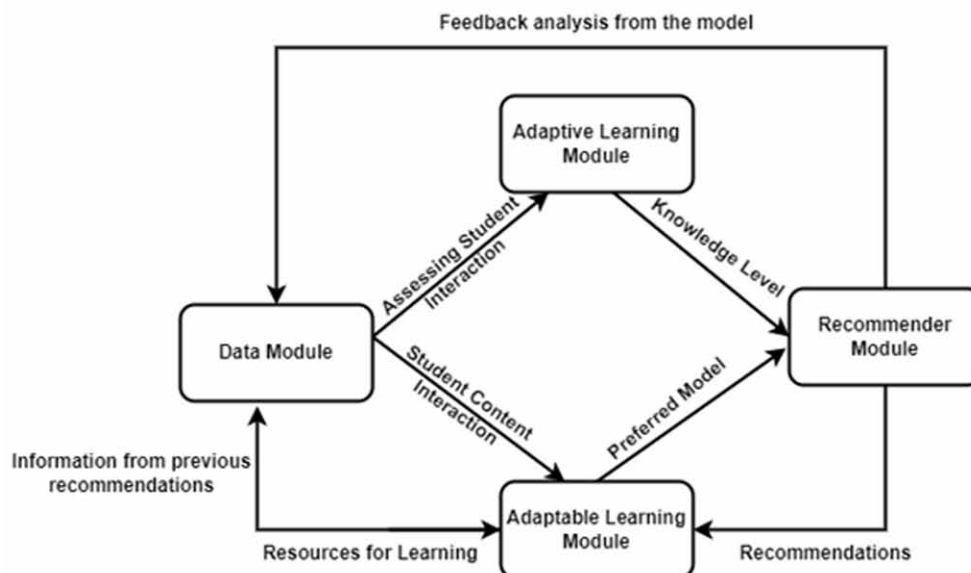 Feedback analysis from the model
Adaptive Learning
Module
Assessing Student
Interaction
Knowledge Level
Data Module
Recommender
Module
Student Content
Interaction
Preferred Model
Information from previous
recommendations
Adaptable Learning
Module
Resources for Learning
Recommendations